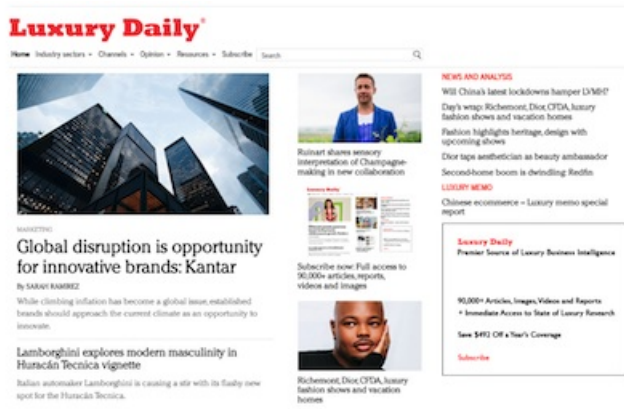 Luxury Daily®
Home Industry sectors Channels Opinion Resources Subscribe Search
MARKETING
Global disruption is opportunity
for innovative brands: Kantar
By SARAH RAMIREZ
While climbing inflation has become a global issue, established
brands should approach the current climate as an opportunity to
innovate.
Lamborghini explores modern masculinity in
Huracán Tecnica vignette
Italian automaker Lamborghini is causing a stir with its flashy new
spot for the Huracán Tecnica.
Ruinart shares sensory
interpretation of Champagne-
making in new collaboration
Luxury Daily
Subscribe now: Full access to
90,000+ articles, reports,
videos and images
Richemont, Dior, CFDA, luxury
fashion shows and vacation
homes
NEWS AND ANALYSIS
Will China's latest lockdowns hamper LVMH?
Day's wrap: Richemont, Dior, CFDA, luxury
fashion shows and vacation homes
Fashion highlights heritage, design with
upcoming shows
Dior taps aesthetician as beauty ambassador
Second-home boom is dwindling: Redfin
LUXURY MEMO
Chinese ecommerce – Luxury memo special
report
Luxury Daily
Premier Source of Luxury Business Intelligence
90,000+ Articles, Images, Videos and Reports
+ Immediate Access to State of Luxury Research
Save $492 Off a Year's Coverage
Subscribe